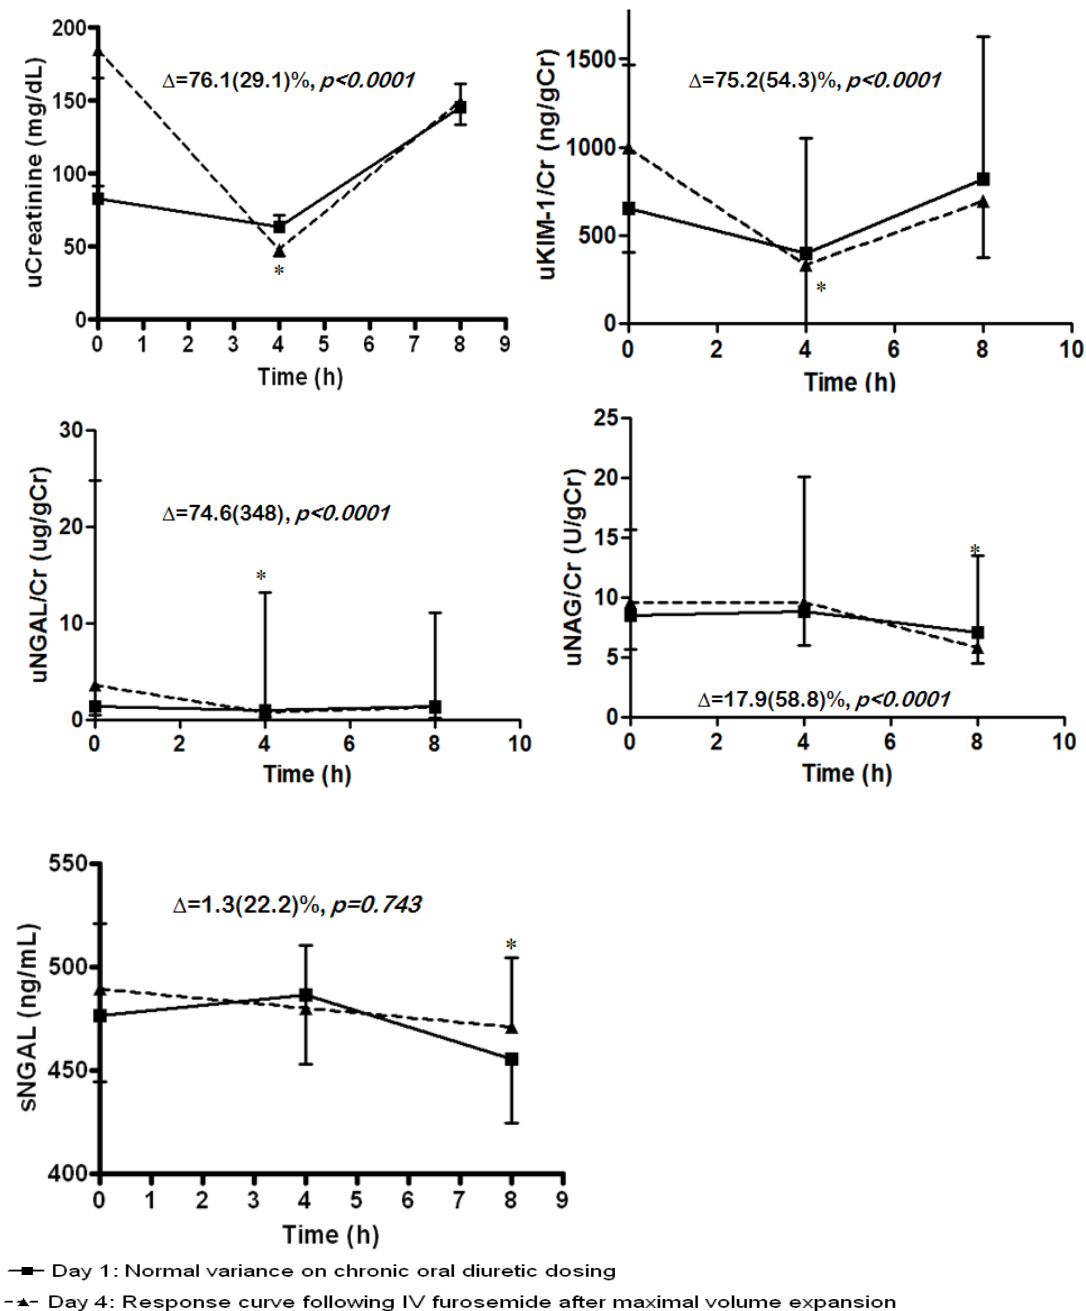 uCreatinine (mg/dL)
200
150
100
50
0
Δ=76.1(29.1)%, p<0.0001
*
0 1 2 3 4 5 6 7 8 9
Time (h)
uKIM-1/Cr (ng/gCr)
1500
1000
500
0
Δ=75.2(54.3)%, p<0.0001
*
0 2 4 6 8 10
Time (h)
uNGAL/Cr (ug/gCr)
30
20
10
0
Δ=74.6(348), p<0.0001
*
0 2 4 6 8 10
Time (h)
uNAG/Cr (U/gCr)
25
20
15
10
5
0
*
Δ=17.9(58.8)%, p<0.0001
0 2 4 6 8 10
Time (h)
sNGAL (ng/mL)
550
500
450
400
Δ=1.3(22.2)%, p=0.743
*
0 1 2 3 4 5 6 7 8 9
Time (h)
Day 1: Normal variance on chronic oral diuretic dosing
Day 4: Response curve following IV furosemide after maximal volume expansion